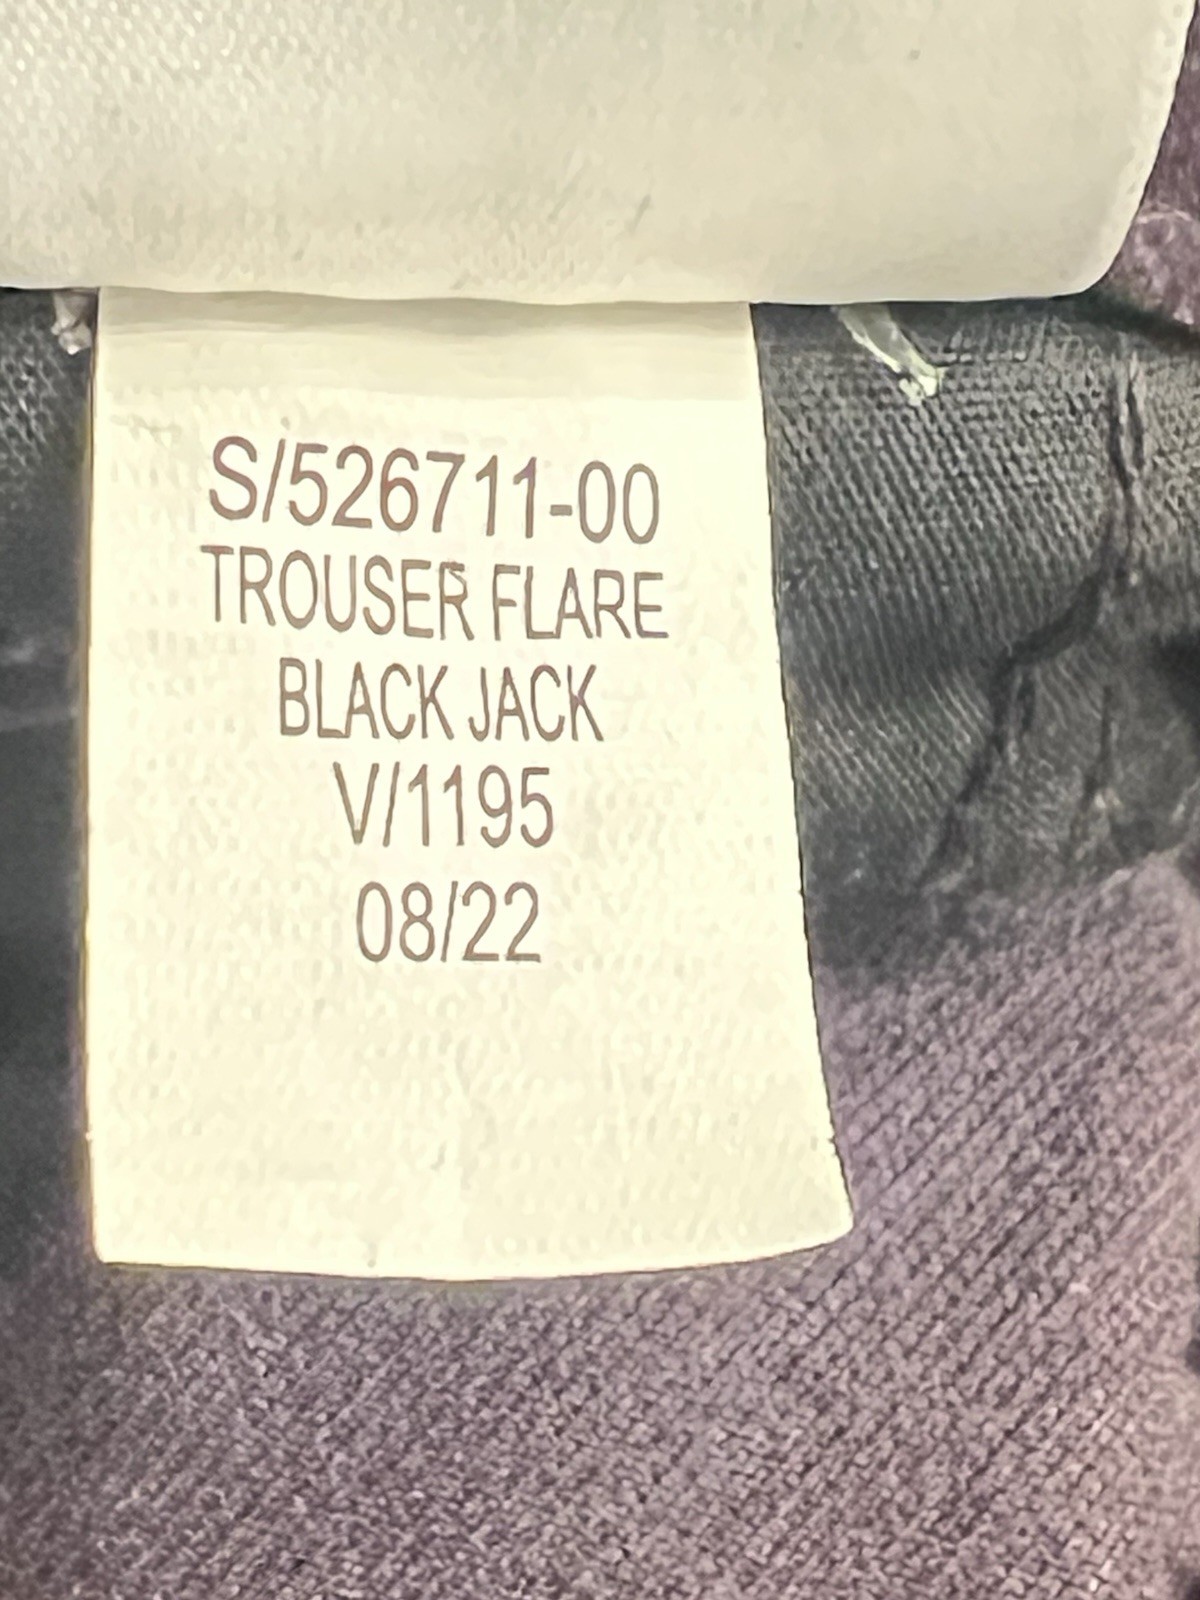 S/526711-00
TROUSER FLARE
BLACK JACK
V/1195
08/22